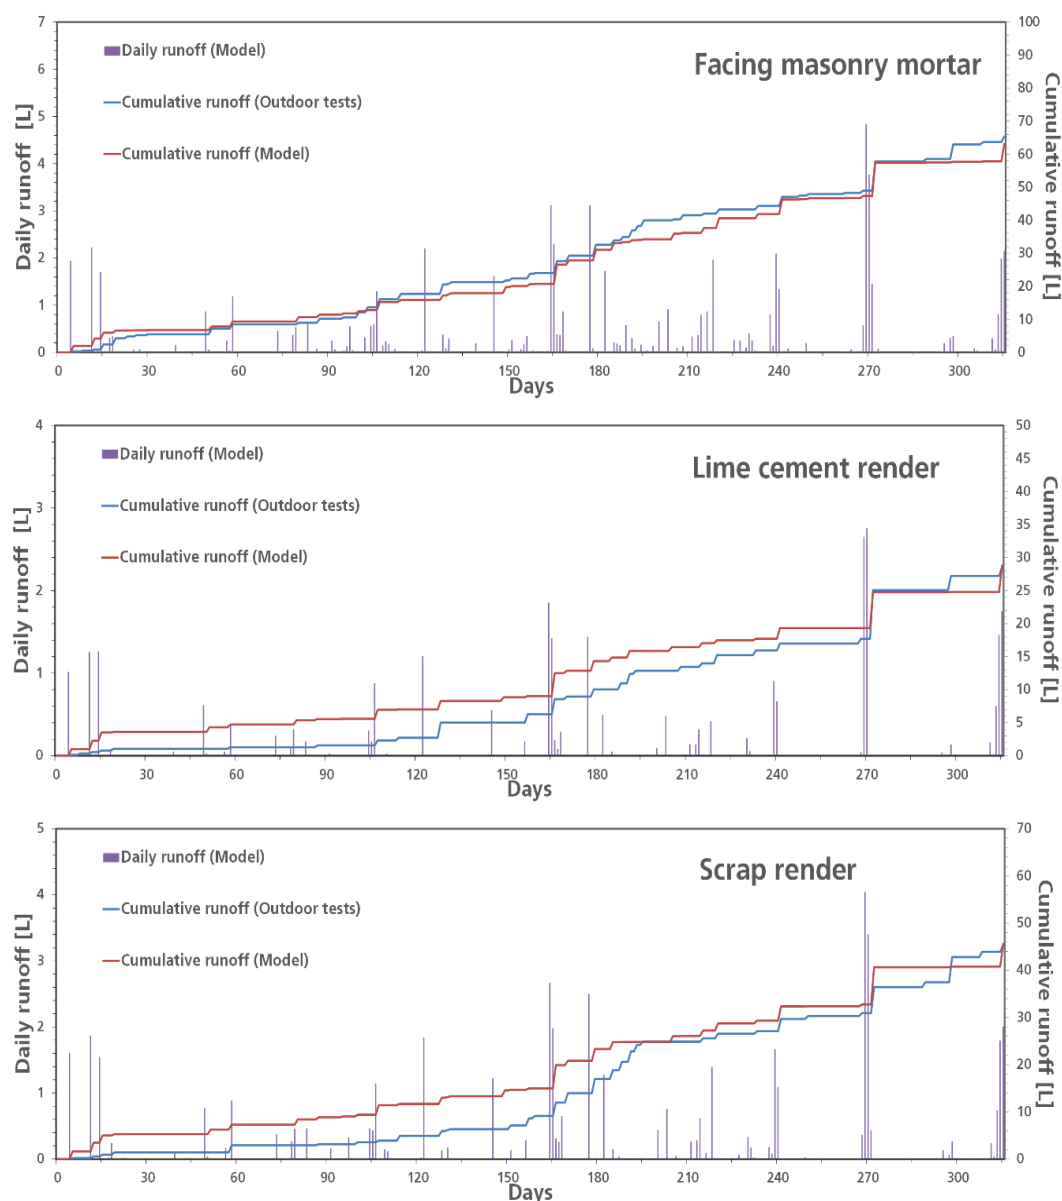 Facing masonry mortar
Daily runoff (Model)
Cumulative runoff (Outdoor tests)
Cumulative runoff (Model)
Daily runoff [L]
7
6
5
4
3
2
1
0
100
90
80
70
60
50
40
30
20
10
0
Cumulative runoff [L]
0 30 60 90 120 150 180 210 240 270 300
Days
Lime cement render
Daily runoff (Model)
Cumulative runoff (Outdoor tests)
Cumulative runoff (Model)
Daily runoff [L]
4
3
2
1
0
50
45
40
35
30
25
20
15
10
5
0
Cumulative runoff [L]
0 30 60 90 120 150 180 210 240 270 300
Days
Scrap render
Daily runoff (Model)
Cumulative runoff (Outdoor tests)
Cumulative runoff (Model)
Daily runoff [L]
5
4
3
2
1
0
70
60
50
40
30
20
10
0
Cumulative runoff [L]
0 30 60 90 120 150 180 210 240 270 300
Days